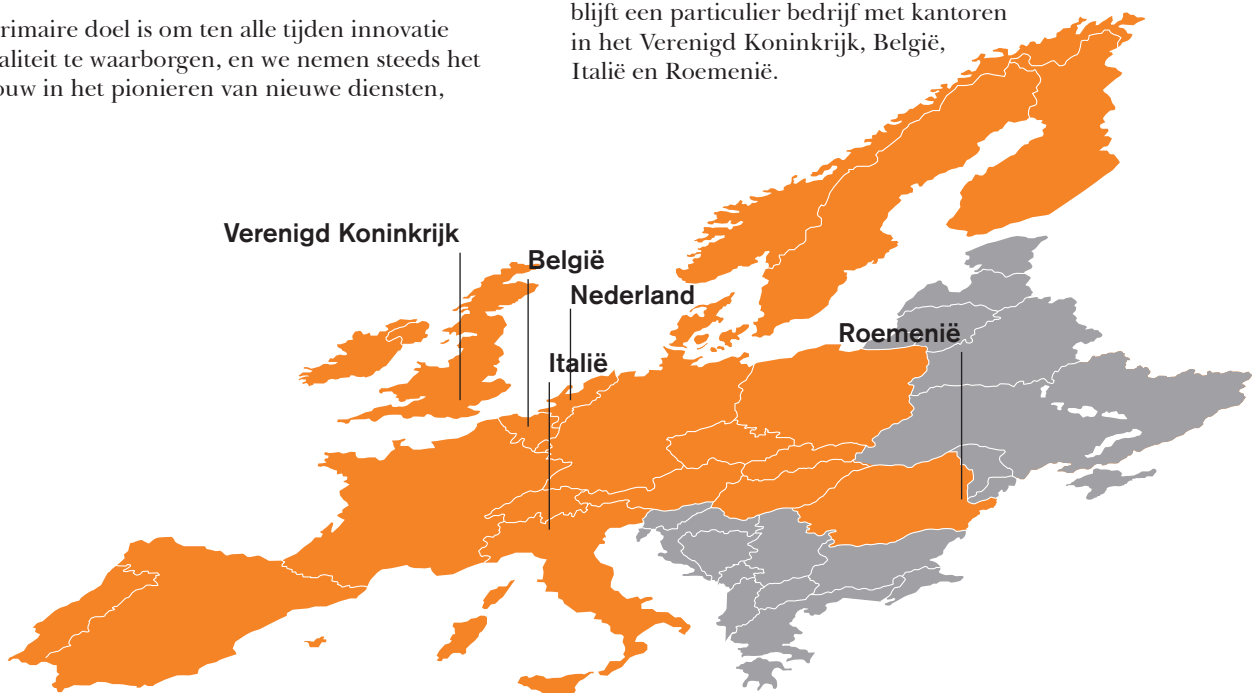 rimaire doel is om ten alle tijden innovatie
aliteit te waarborgen, en we nemen steeds het
ouw in het pionieren van nieuwe diensten,
blijft een particulier bedrijf met kantoren
in het Verenigd Koninkrijk, België,
Italië en Roemenië.
Verenigd Koninkrijk
België
Nederland
Roemenië
Italië